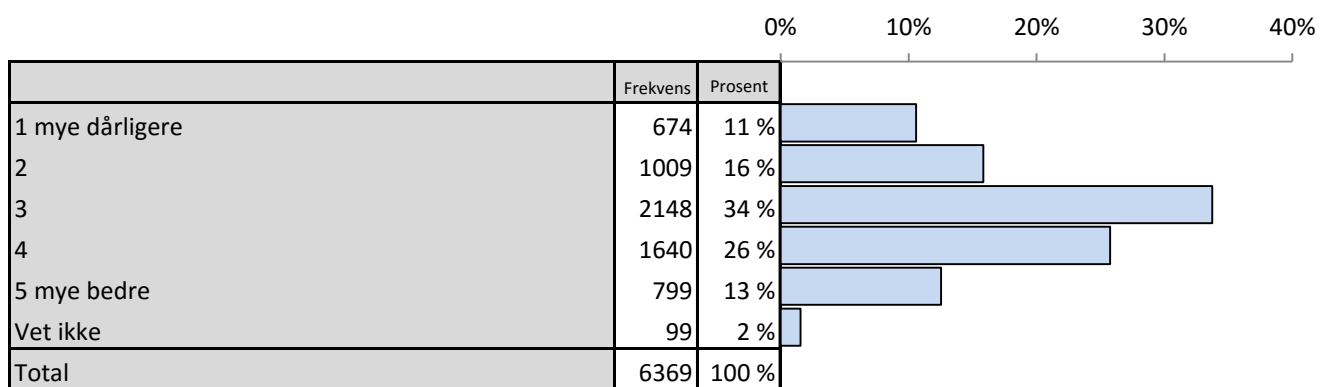 0% 10% 20% 30% 40%
Frekvens Prosent
1 mye dårligere 674 11 %
2 1009 16 %
3 2148 34 %
4 1640 26 %
5 mye bedre 799 13 %
Vet ikke 99 2 %
Total 6369 100 %